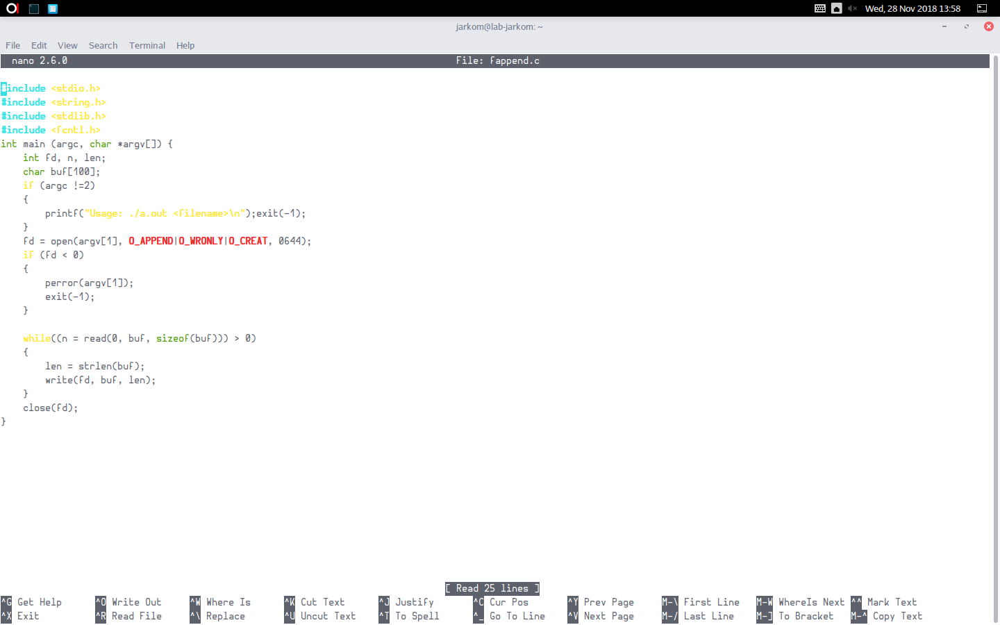 Wed, 28 Nov 2018 13:58
jarkom@lab-jarkom: ~
File Edit View Search Terminal Help
nano 2.6.0 File: fappend.c
#include <stdio.h>
#include <string.h>
#include <stdlib.h>
#include <fcntl.h>
int main (argc, char *argv[]) {
    int fd, n, len;
    char buf[100];
    if (argc !=2)
    {
        printf("Usage: ./a.out <filename>\n");exit(-1);
    }
    fd = open(argv[1], O_APPEND|O_WRONLY|O_CREAT, 0644);
    if (fd < 0)
    {
        perror(argv[1]);
        exit(-1);
    }
    while((n = read(0, buf, sizeof(buf))) > 0)
    {
        len = strlen(buf);
        write(fd, buf, len);
    }
    close(fd);
}
[ Read 25 lines ]
^G Get Help ^O Write Out ^W Where Is ^K Cut Text ^J Justify ^C Cur Pos ^Y Prev Page M-\ First Line M-W WhereIs Next ^^ Mark Text
^X Exit ^R Read File ^\ Replace ^U Uncut Text ^T To Spell ^_ Go To Line ^V Next Page M-/ Last Line M-] To Bracket M-^ Copy Text